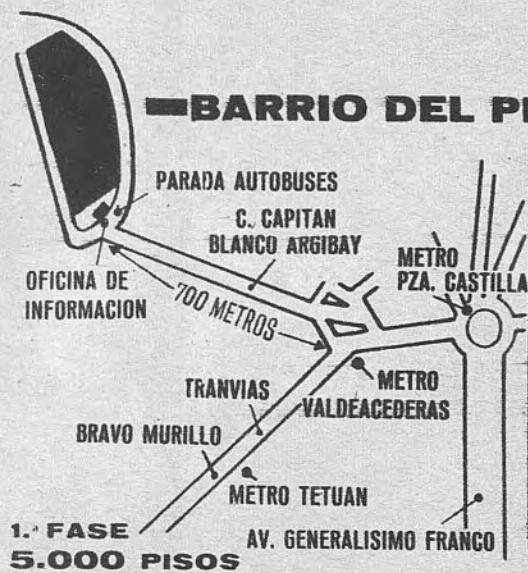 BARRIO DEL
PARADA AUTOBUSES
C. CAPITAN
BLANCO ARGIBAY
METRO
PZA. CASTILLA
OFICINA DE
INFORMACION
700 METROS
METRO
VALDEACEDERAS
TRANVIAS
BRAVO MURILLO
METRO TETUAN
AV. GENERALISIMO FRANCO
1.ª FASE
5.000 PISOS